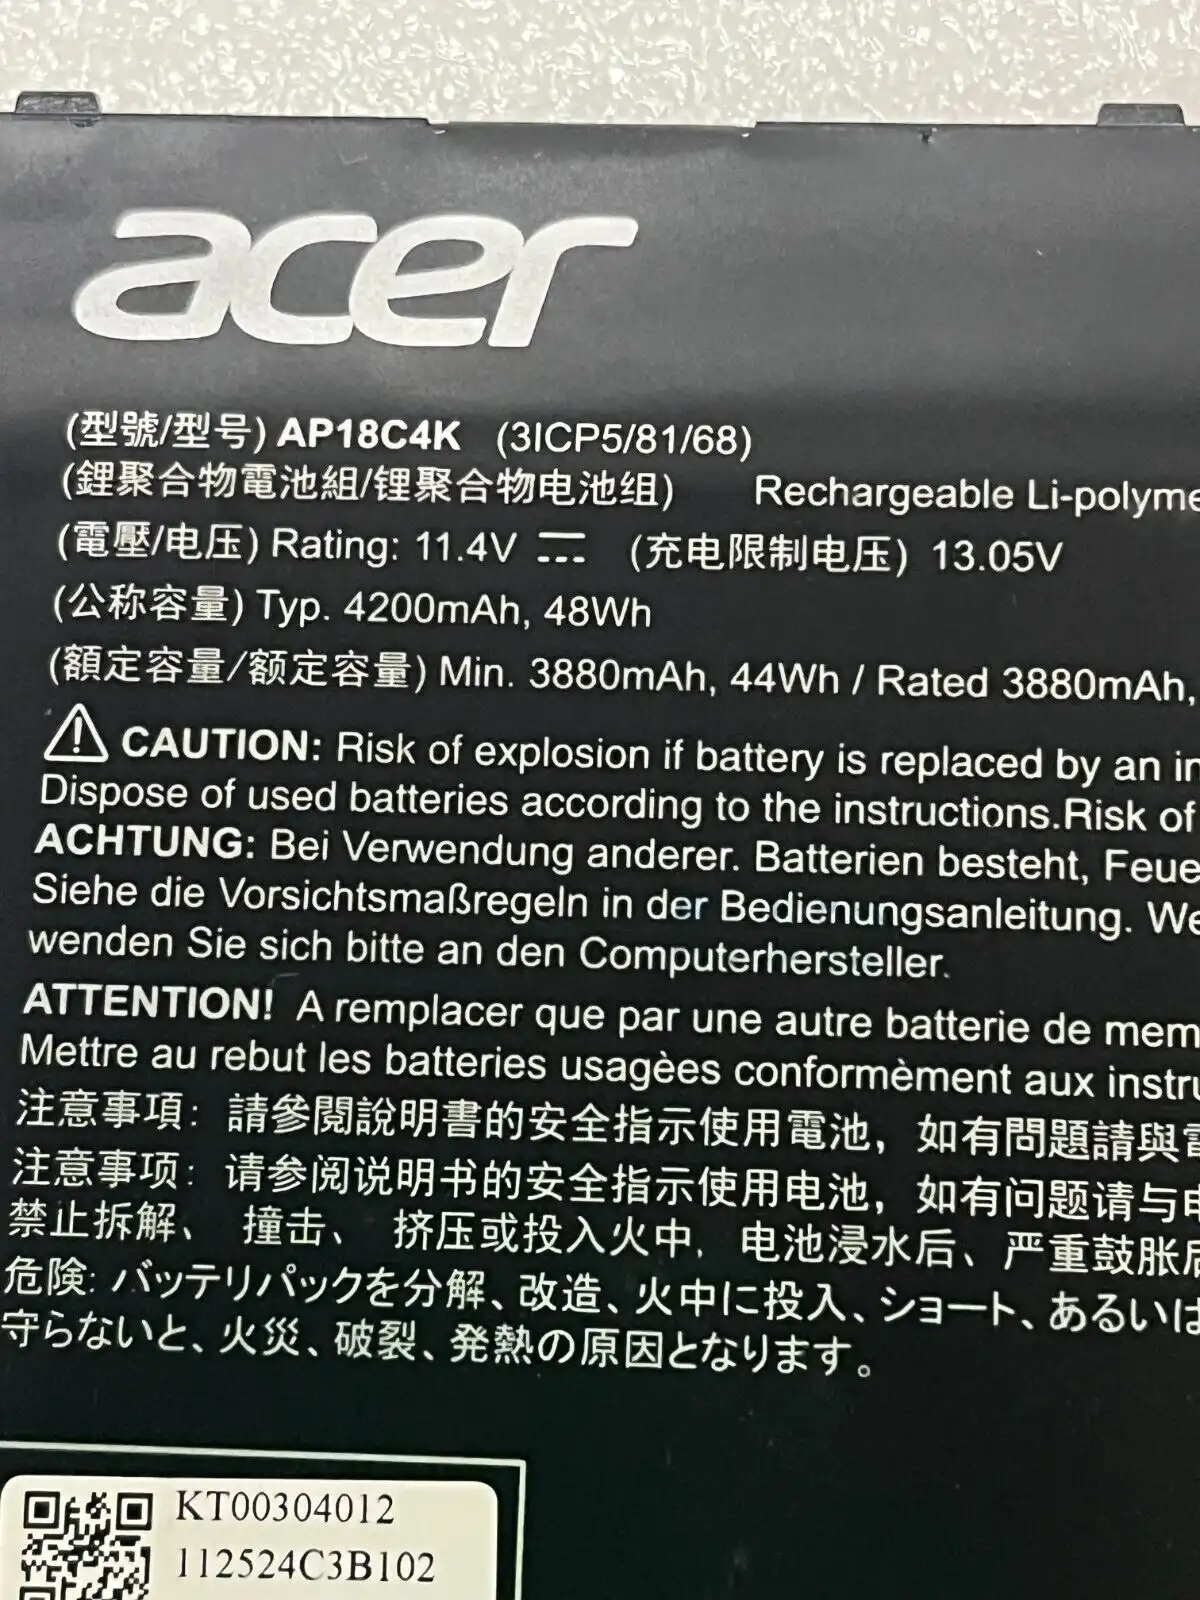 acer
(型號/型号) AP18C4K (3ICP5/81/68)
(鋰聚合物電池組/锂聚合物电池组) Rechargeable Li-polyme
(電壓/电压) Rating: 11.4V ⎓ (充电限制电压) 13.05V
(公称容量) Typ. 4200mAh, 48Wh
(額定容量/额定容量) Min. 3880mAh, 44Wh / Rated 3880mAh,
⚠ CAUTION: Risk of explosion if battery is replaced by an in
Dispose of used batteries according to the instructions.Risk of
ACHTUNG: Bei Verwendung anderer. Batterien besteht, Feue
Siehe die Vorsichtsmaßregeln in der Bedienungsanleitung. We
wenden Sie sich bitte an den Computerhersteller.
ATTENTION! A remplacer que par une autre batterie de mem
Mettre au rebut les batteries usagèes conformèment aux instru
注意事項: 請參閱說明書的安全指示使用電池，如有問題請與電
注意事项: 请参阅说明书的安全指示使用电池，如有问题请与电
禁止拆解、 撞击、 挤压或投入火中, 电池浸水后、严重鼓胀后
危険: バッテリパックを分解、改造、火中に投入、ショート、あるいは
守らないと、火災、破裂、発熱の原因となります。
KT00304012
112524C3B102